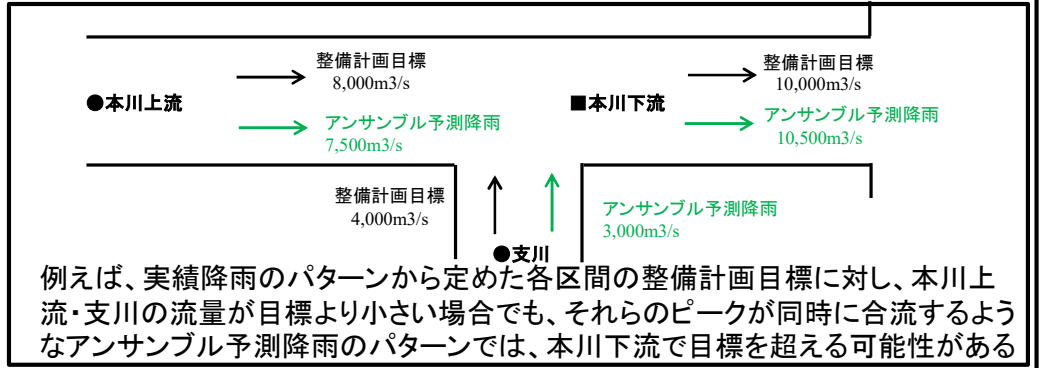 整備計画目標
8,000m3/s
整備計画目標
10,000m3/s
●本川上流
■本川下流
アンサンブル予測降雨
7,500m3/s
アンサンブル予測降雨
10,500m3/s
整備計画目標
4,000m3/s
アンサンブル予測降雨
3,000m3/s
●支川
例えば、実績降雨のパターンから定めた各区間の整備計画目標に対し、本川上
流・支川の流量が目標より小さい場合でも、それらのピークが同時に合流するよう
なアンサンブル予測降雨のパターンでは、本川下流で目標を超える可能性がある